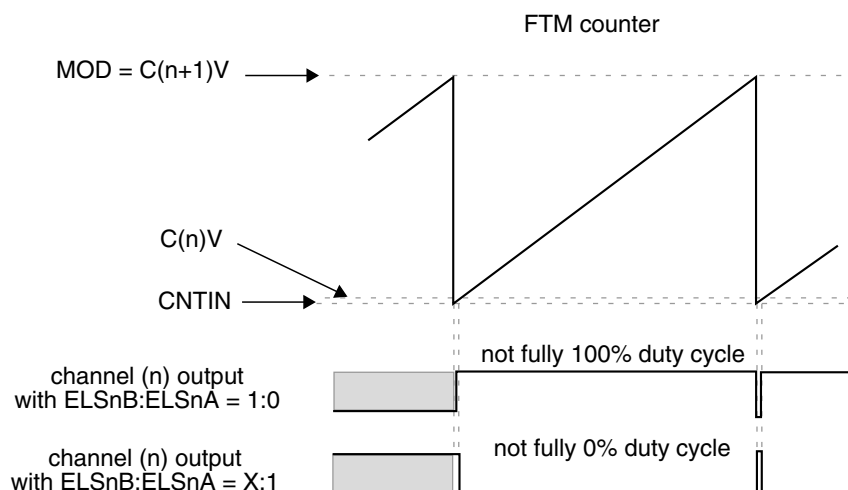 FTM counter
MOD = C(n+1)V
C(n)V
CNTIN
not fully 100% duty cycle
channel (n) output
with ELSnB:ELSnA = 1:0
not fully 0% duty cycle
channel (n) output
with ELSnB:ELSnA = X:1